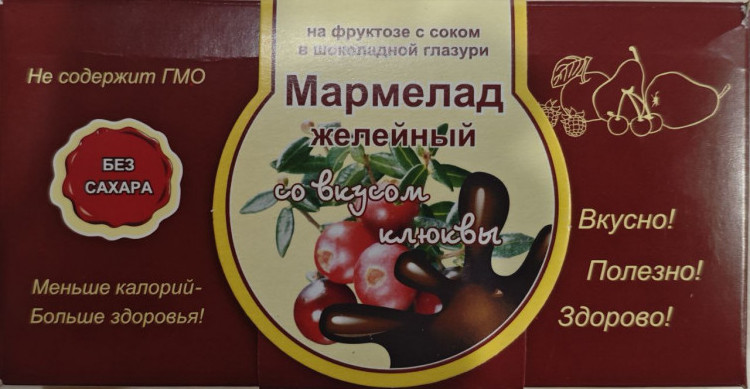 на фруктозе с соком
в шоколадной глазури
Мармелад
желейный
со вкусом
клюквы
Не содержит ГМО
БЕЗ
САХАРА
Меньше калорий-
Больше здоровья!
Вкусно!
Полезно!
Здорово!